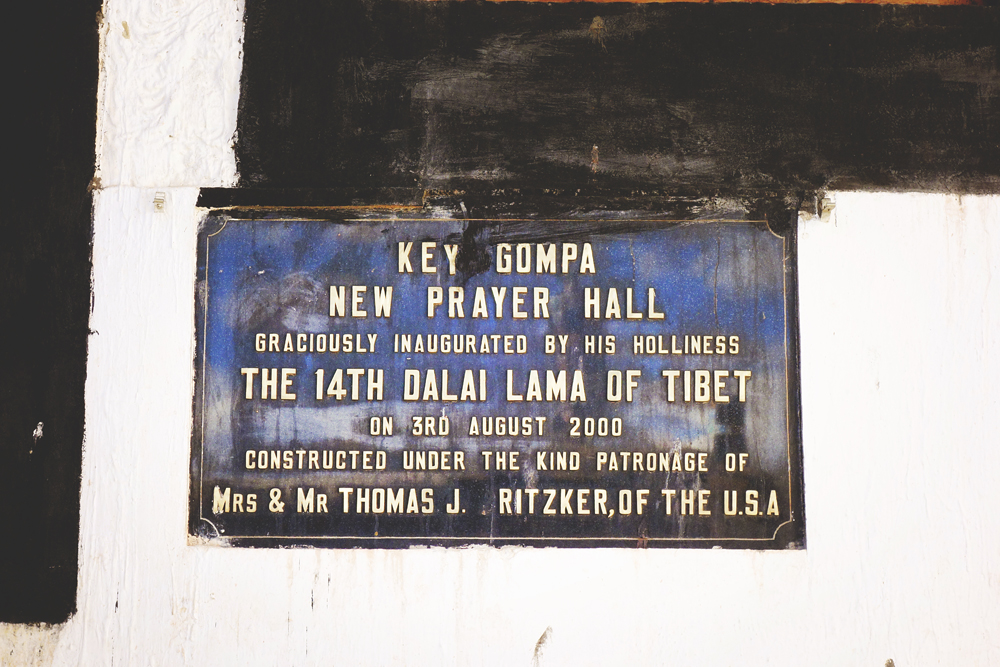 KEY GOMPA
NEW PRAYER HALL
GRACIOUSLY INAUGURATED BY HIS HOLLINESS
THE 14TH DALAI LAMA OF TIBET
ON 3RD AUGUST 2000
CONSTRUCTED UNDER THE KIND PATRONAGE OF
MRS & MR THOMAS J. RITZKER, OF THE U.S.A